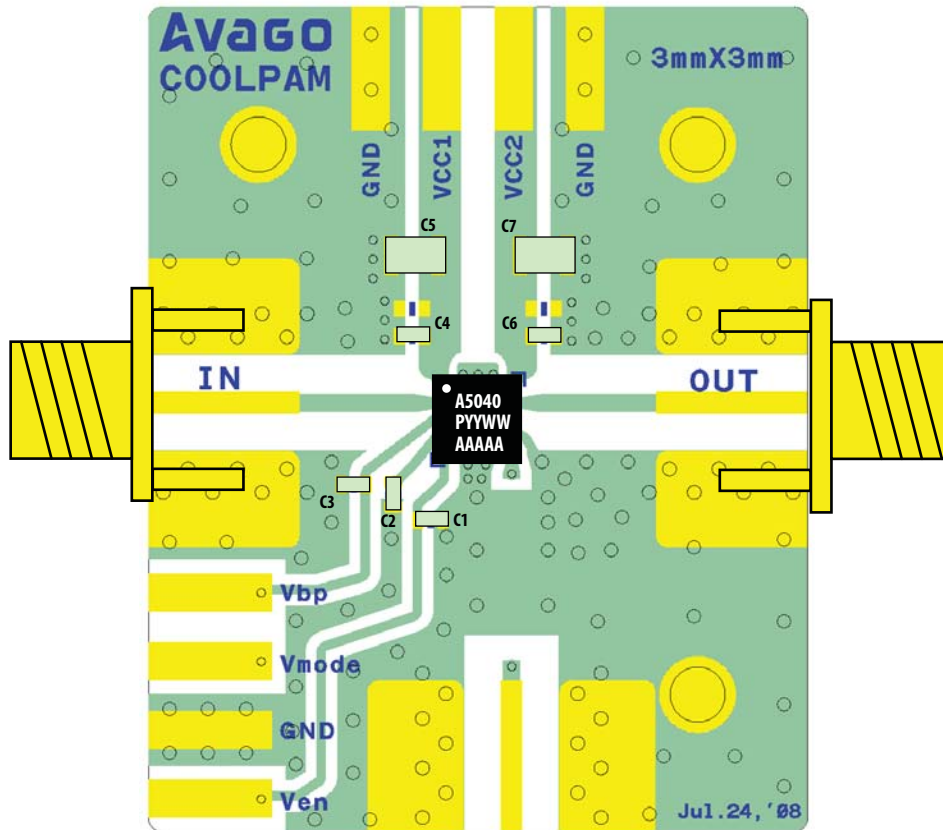 AVAGO
COOLPAM
3mmX3mm
GND
VCC1
VCC2
GND
C5
C7
C4
C6
IN
OUT
A5040
PYYWW
AAAAA
C3
C2
C1
Vbp
Vmode
GND
Ven
Jul.24,'08